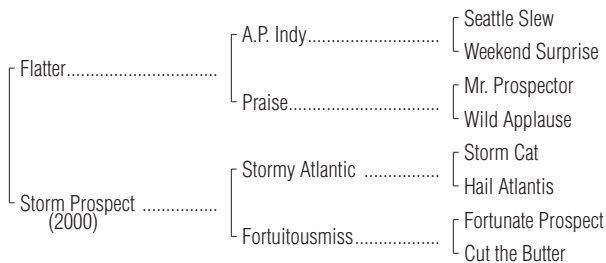 Seattle Slew
A.P. Indy..............................
Weekend Surprise
Flatter.................................
Mr. Prospector
Praise..................................
Wild Applause
Storm Cat
Stormy Atlantic .................
Hail Atlantis
Storm Prospect .................
(2000)
Fortunate Prospect
Fortuitousmiss...................
Cut the Butter